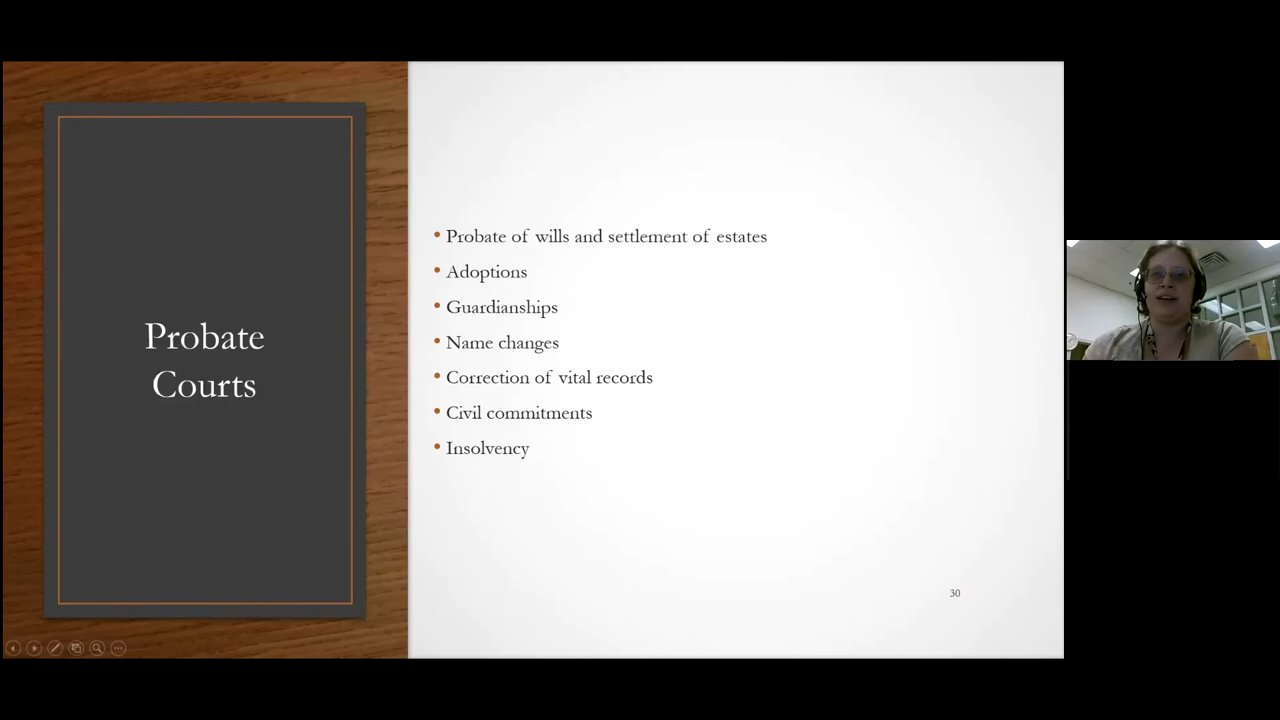 Probate
Courts
• Probate of wills and settlement of estates
• Adoptions
• Guardianships
• Name changes
• Correction of vital records
• Civil commitments
• Insolvency
30